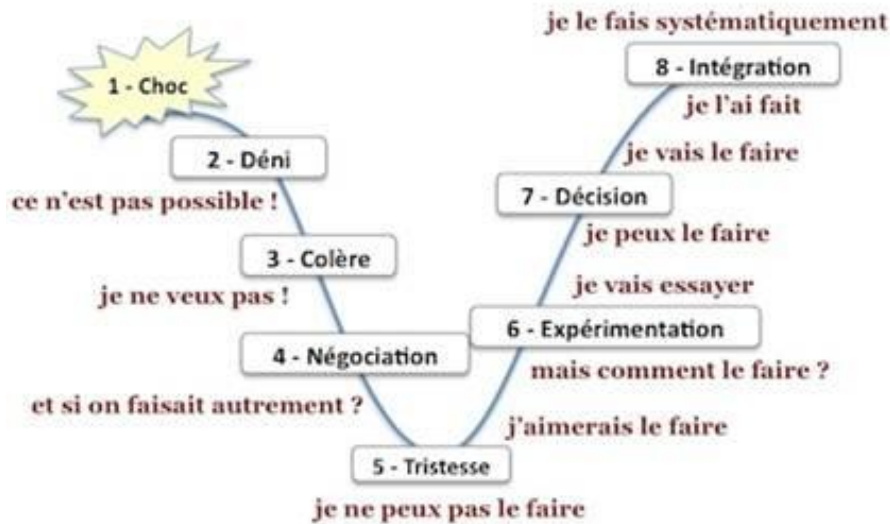 1 - Choc
2 - Déni
ce n'est pas possible !
3 - Colère
je ne veux pas !
4 - Négociation
et si on faisait autrement ?
5 - Tristesse
je ne peux pas le faire
j'aimerais le faire
mais comment le faire ?
6 - Expérimentation
je vais essayer
je peux le faire
7 - Décision
je vais le faire
je l'ai fait
8 - Intégration
je le fais systématiquement